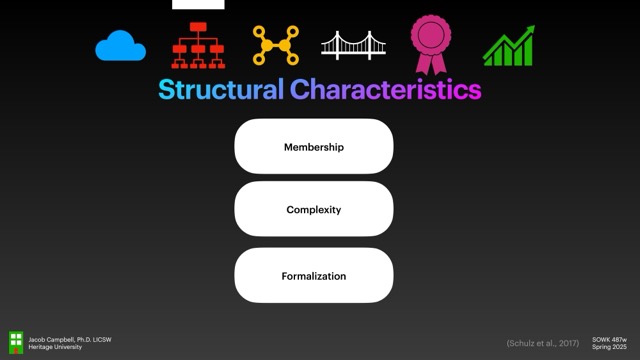 Structural Characteristics
Membership
Complexity
Formalization
Jacob Campbell, Ph.D. LICSW
Heritage University
(Schulz et al., 2017)
SOWK 487w
Spring 2025